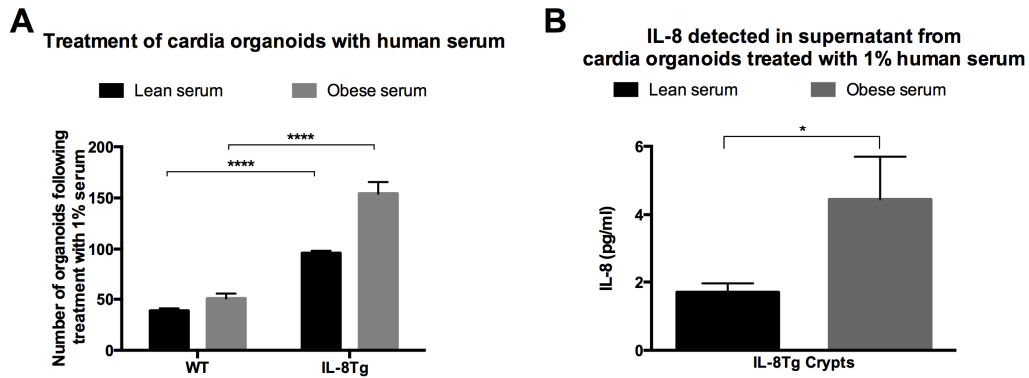 A
Treatment of cardia organoids with human serum
Lean serum
Obese serum
Number of organoids following
treatment with 1% serum
200
150
100
50
0
****
****
WT
IL-8Tg
B
IL-8 detected in supernatant from
cardia organoids treated with 1% human serum
Lean serum
Obese serum
IL-8 (pg/ml)
6
4
2
0
*
IL-8Tg Crypts